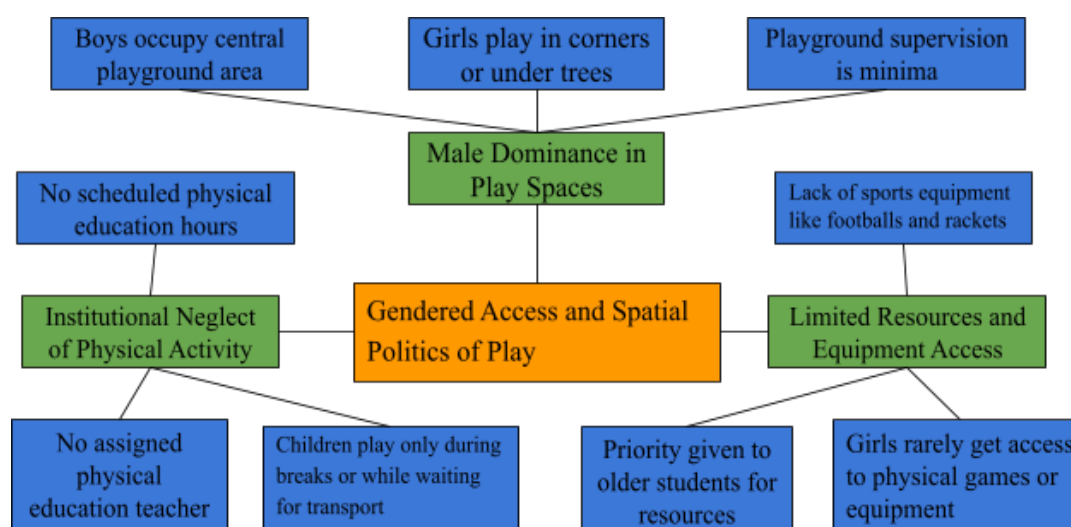 Boys occupy central
playground area
Girls play in corners
or under trees
Playground supervision
is minima
Male Dominance in
Play Spaces
No scheduled physical
education hours
Lack of sports equipment
like footballs and rackets
Institutional Neglect
of Physical Activity
Gendered Access and Spatial
Politics of Play
Limited Resources and
Equipment Access
No assigned
physical
education teacher
Children play only during
breaks or while waiting
for transport
Priority given to
older students for
resources
Girls rarely get access
to physical games or
equipment